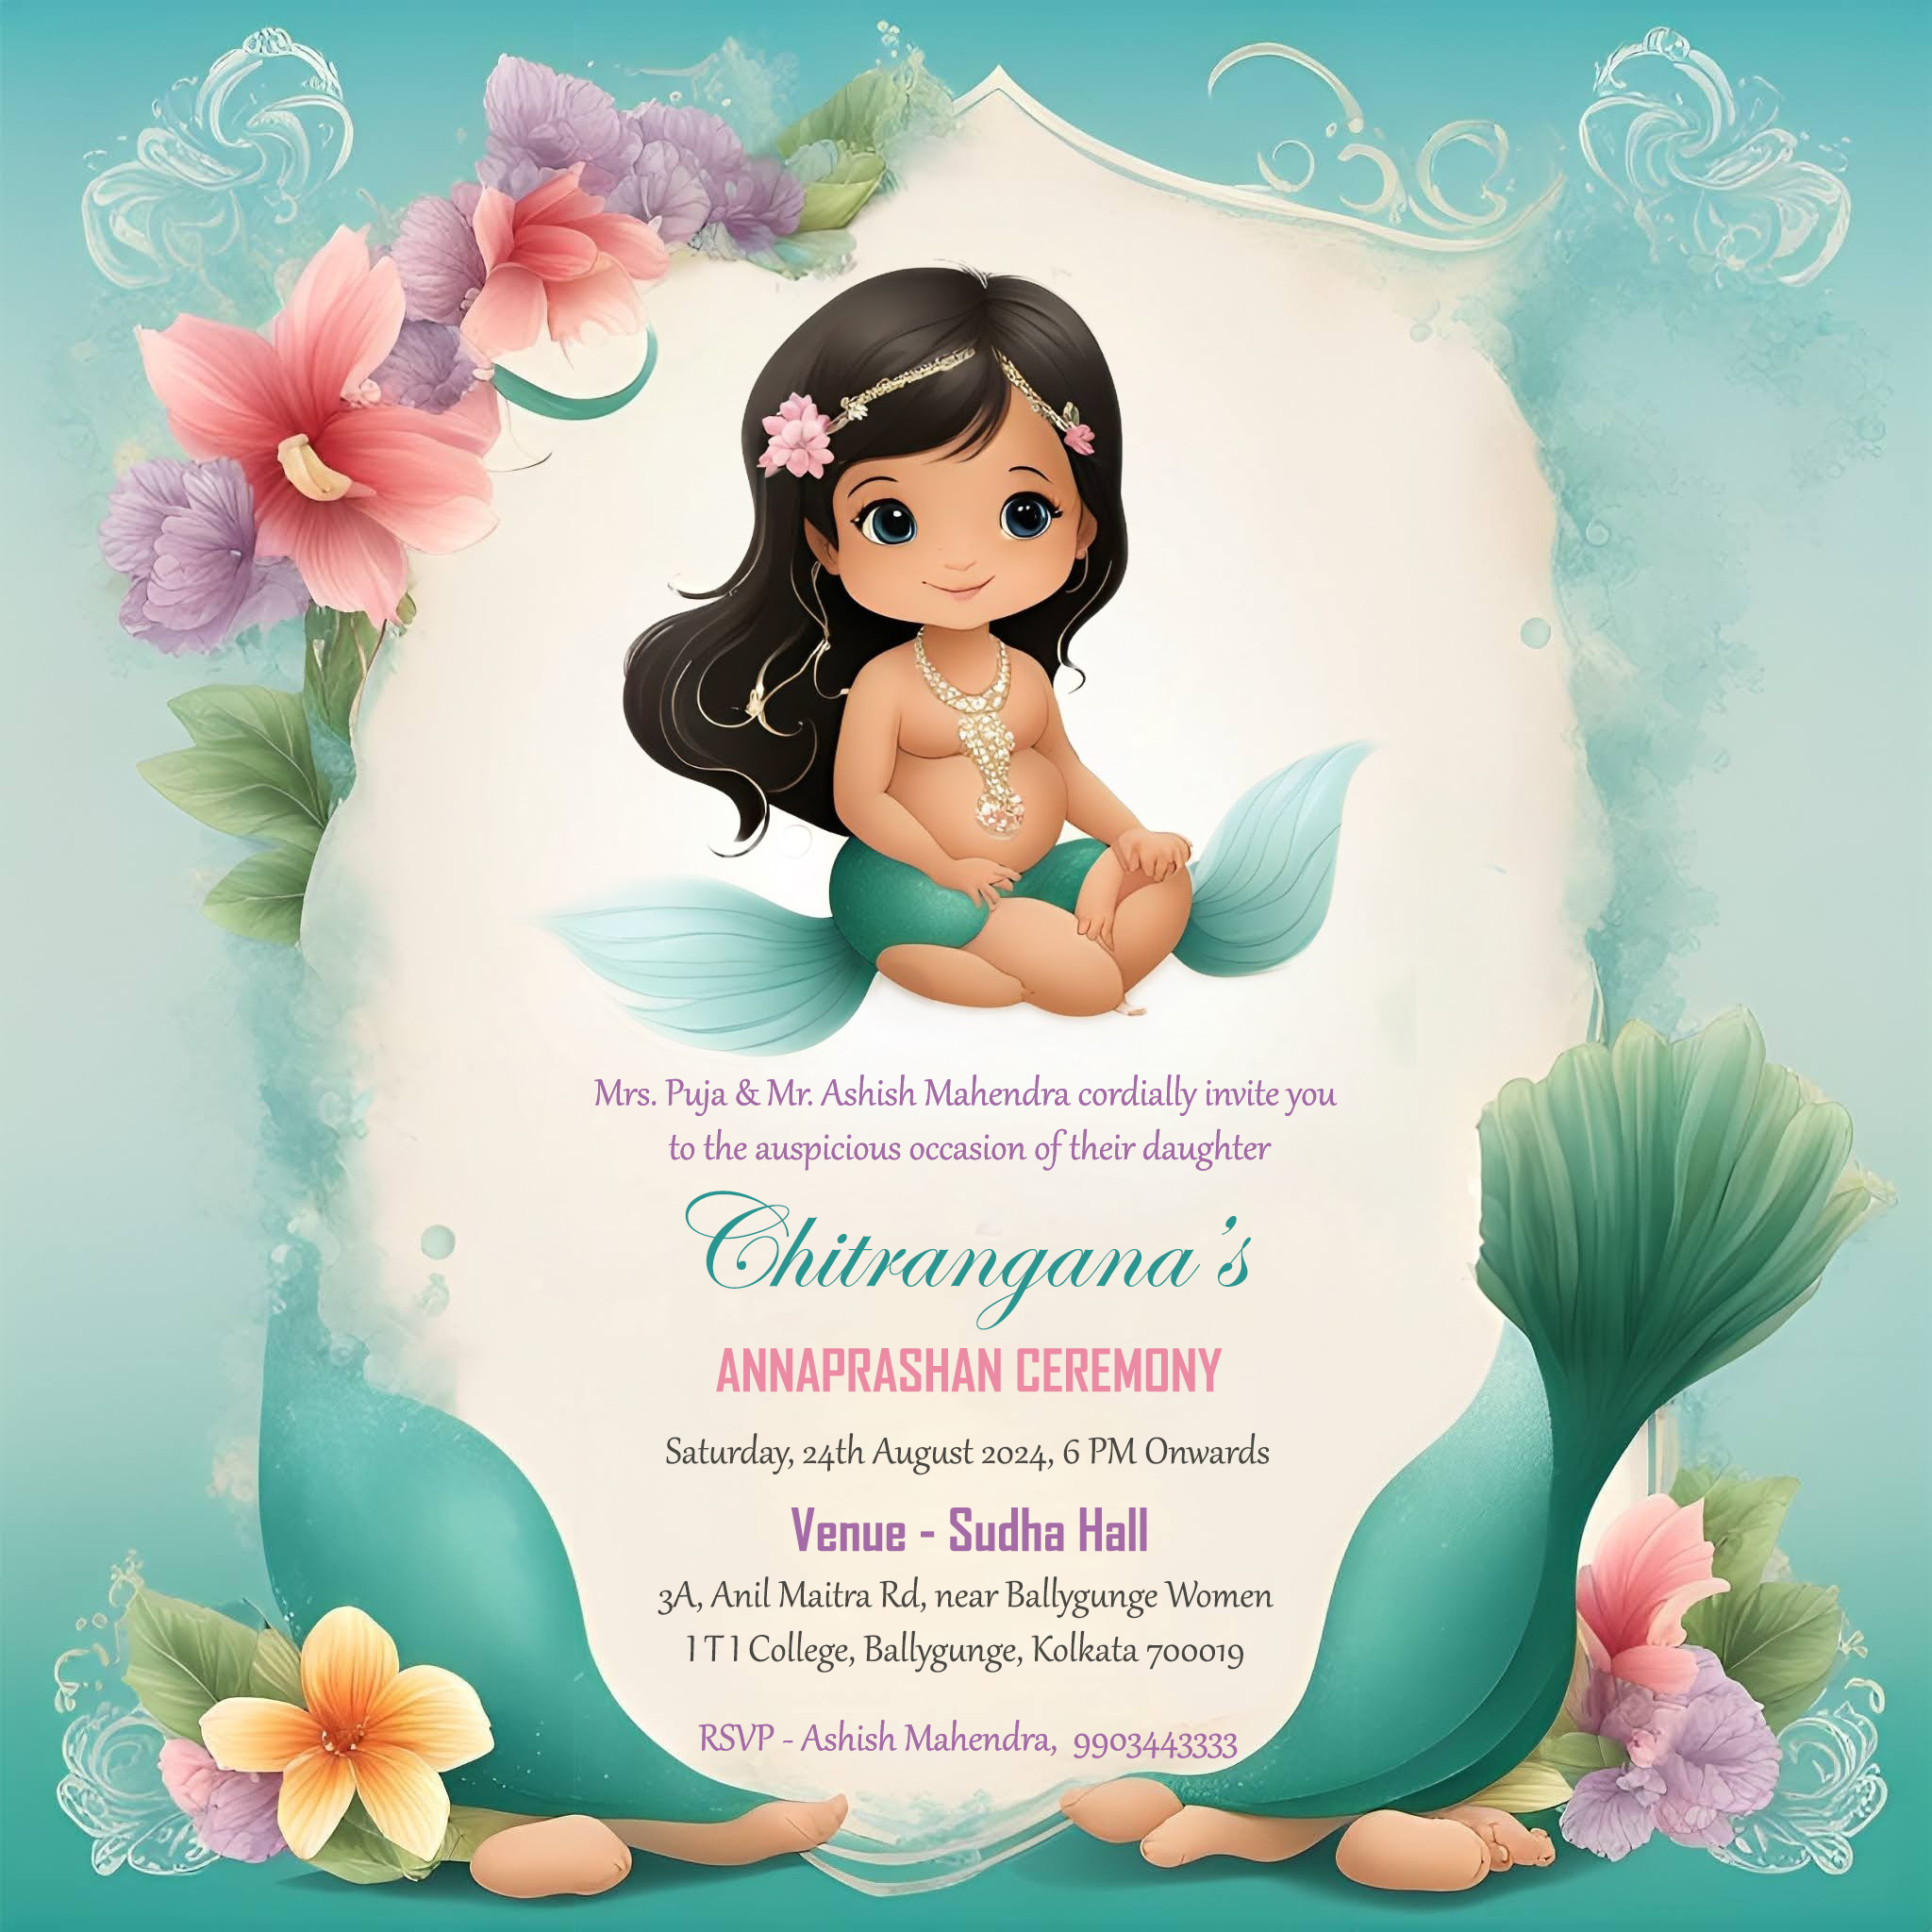 Mrs. Puja & Mr. Ashish Mahendra cordially invite you
to the auspicious occasion of their daughter
Chitrangana's
ANNAPRASHAN CEREMONY
Saturday, 24th August 2024, 6 PM Onwards
Venue - Sudha Hall
3A, Anil Maitra Rd, near Ballygunge Women
I T I College, Ballygunge, Kolkata 700019
RSVP - Ashish Mahendra, 9903443333